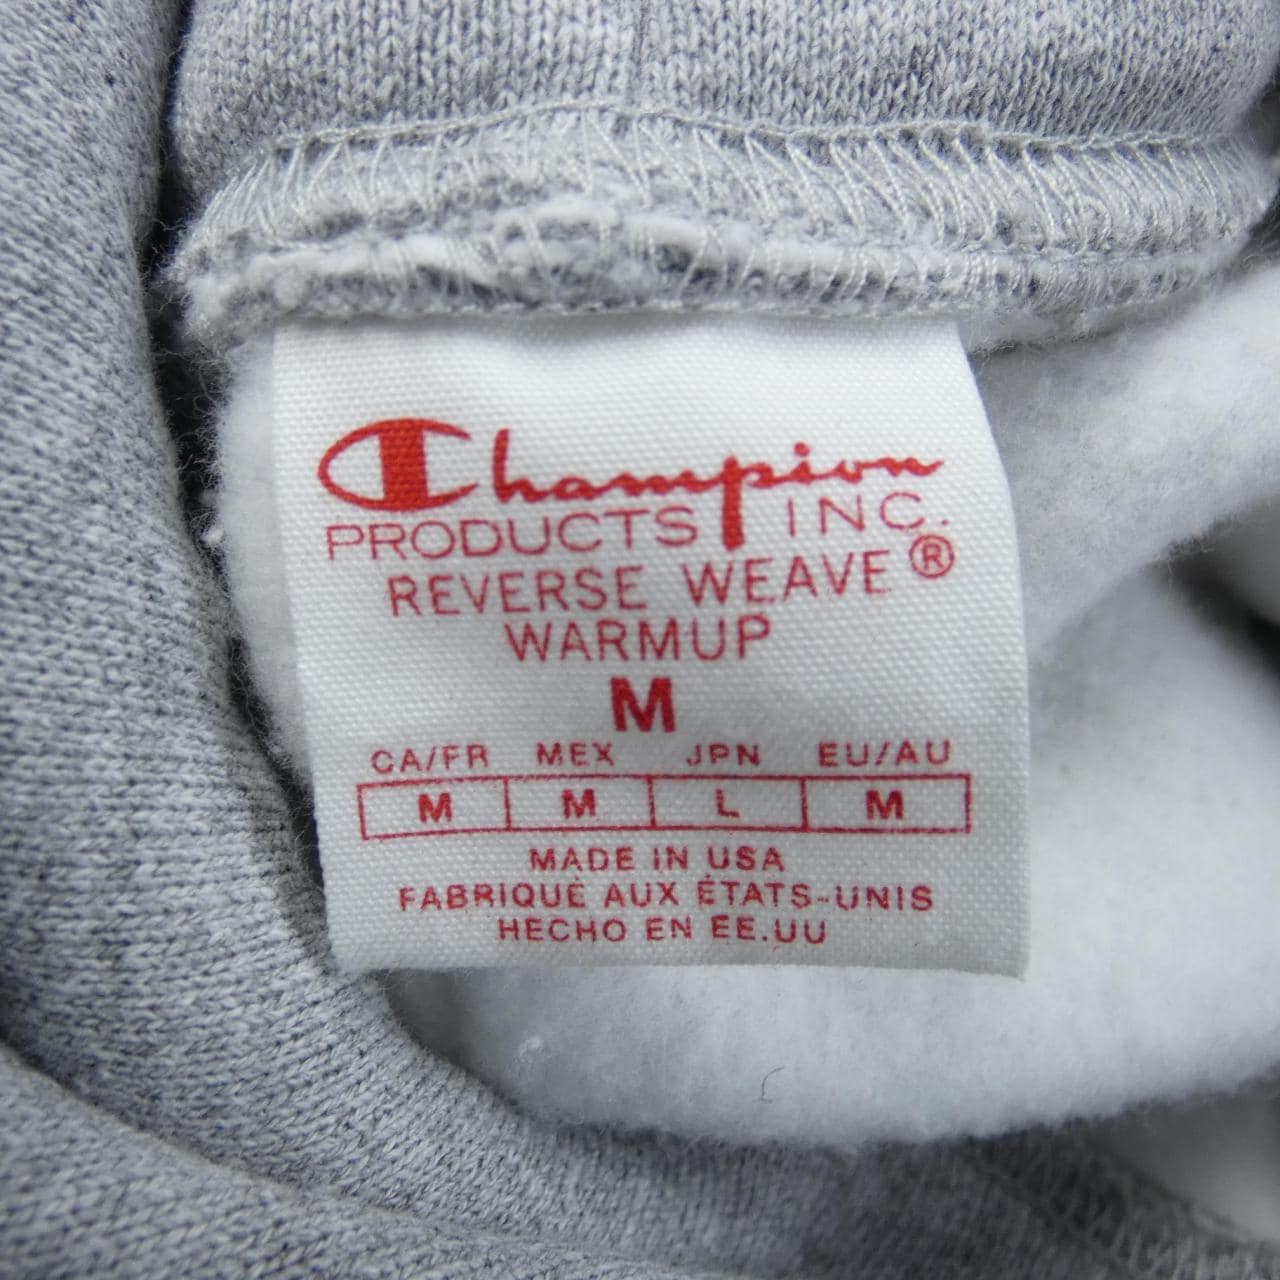 Champion
PRODUCTS INC.
REVERSE WEAVE®
WARMUP
M
CA/FR MEX JPN EU/AU
M M L M
MADE IN USA
FABRIQUÉ AUX ÉTATS-UNIS
HECHO EN EE.UU